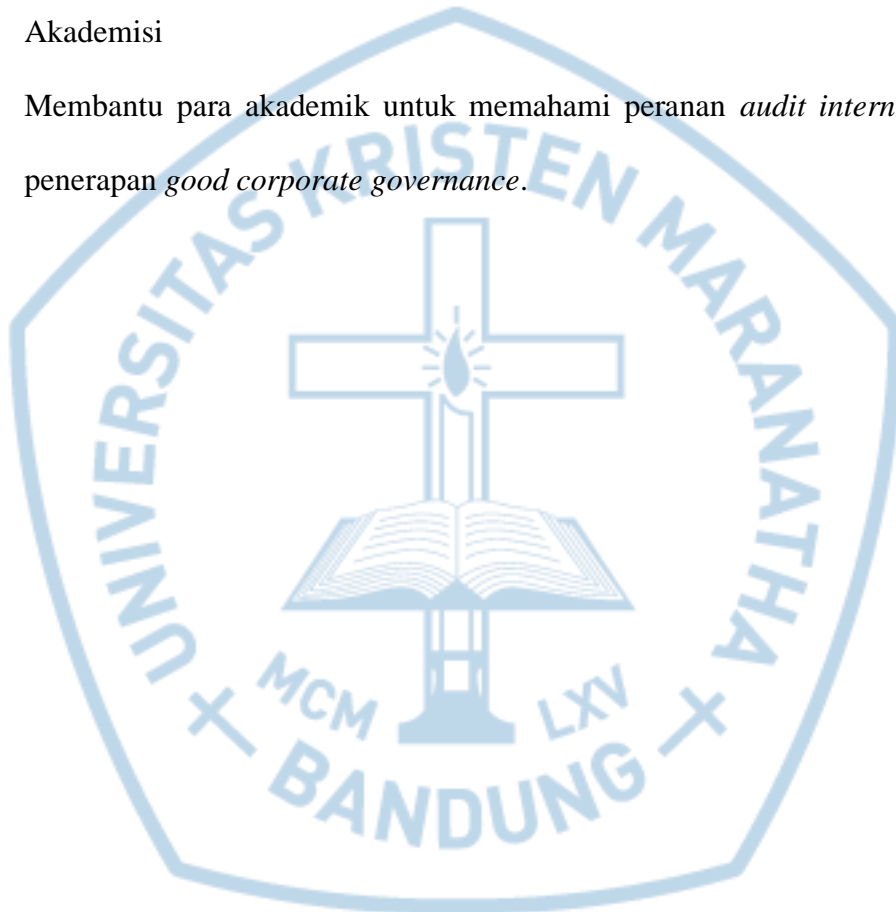 Akademisi
Membantu para akademik untuk memahami peranan audit intern
penerapan good corporate governance.
UNIVERSITAS KRISTEN MARANATHA
MCM LXV
BANDUNG